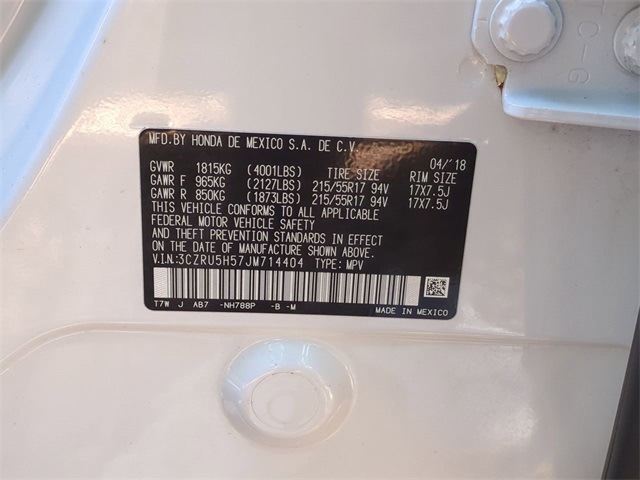 C-G
MFD.BY HONDA DE MEXICO S.A. DE C.V.
04/'18
GVWR 1815KG (4001LBS) TIRE SIZE RIM SIZE
GAWR F 965KG (2127LBS) 215/55R17 94V 17X7.5J
GAWR R 850KG (1873LBS) 215/55R17 94V 17X7.5J
THIS VEHICLE CONFORMS TO ALL APPLICABLE
FEDERAL MOTOR VEHICLE SAFETY
AND THEFT PREVENTION STANDARDS
IN EFFECT ON THE DATE OF MANUFACTURE SHOWN ABOVE.
V.I.N.:3CZRU5H57JM714404 TYPE: MPV
T7W J AB7 -NH788P -B -M MADE IN MEXICO